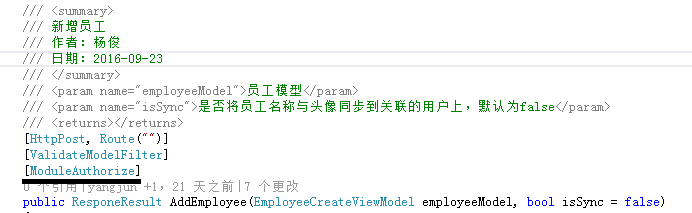 /// <summary>
/// 新增员工
/// 作者：杨俊
/// 日期：2016-09-23
/// </summary>
/// <param name="employeeModel">员工模型</param>
/// <param name="isSync">是否将员工名称与头像同步到关联的用户上，默认为false</param>
/// <returns></returns>
[HttpPost, Route("")]
[ValidateModelFilter]
[ModuleAuthorize]
0 个引用|yangjun +1，21 天之前|7 个更改
public ResponeResult AddEmployee(EmployeeCreateViewModel employeeModel, bool isSync = false)